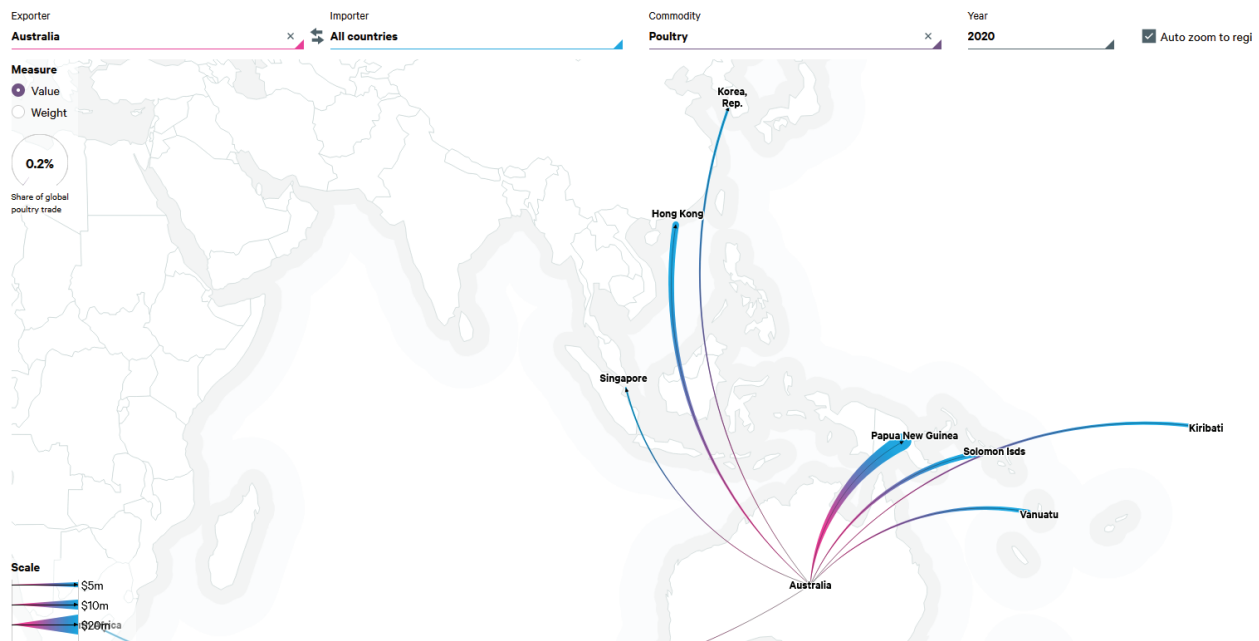 Exporter
Importer
Commodity
Year
Australia
All countries
Poultry
2020
Auto zoom to regi
Measure
Value
Weight
0.2%
Share of global
poultry trade
Korea,
Rep.
Hong Kong
Singapore
Papua New Guinea
Kiribati
Solomon Isds
Vanuatu
Australia
Scale
$5m
$10m
$20m